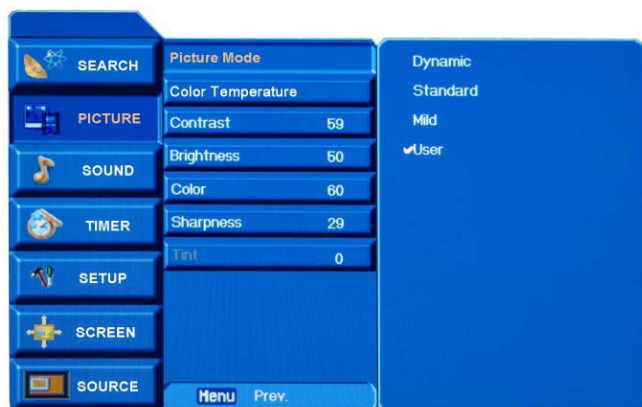 SEARCH
PICTURE
SOUND
TIMER
SETUP
SCREEN
SOURCE
Picture Mode
Color Temperature
Contrast 59
Brightness 50
Color 60
Sharpness 29
Tint 0
Menu Prev.
Dynamic
Standard
Mild
✔User